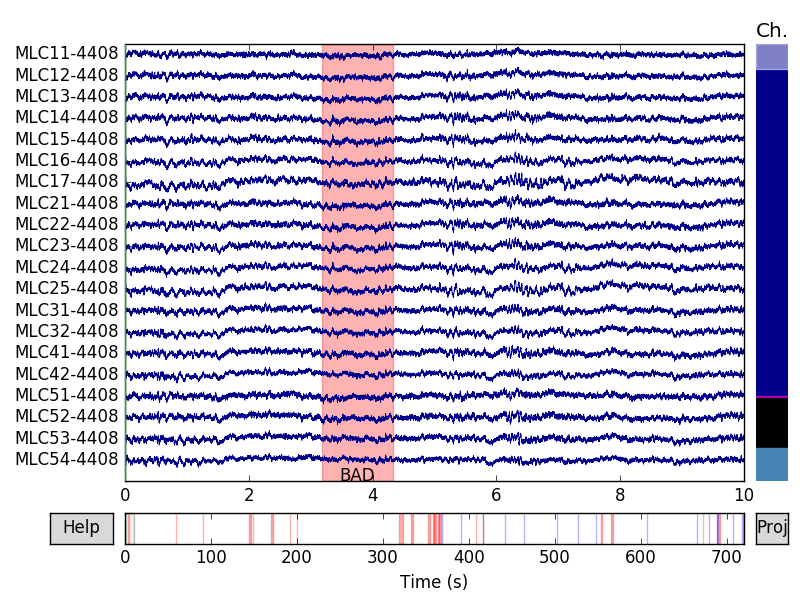 Ch.
MLC11-4408
MLC12-4408
MLC13-4408
MLC14-4408
MLC15-4408
MLC16-4408
MLC17-4408
MLC21-4408
MLC22-4408
MLC23-4408
MLC24-4408
MLC25-4408
MLC31-4408
MLC32-4408
MLC41-4408
MLC42-4408
MLC51-4408
MLC52-4408
MLC53-4408
MLC54-4408
BAD
0 2 4 6 8 10
Help Proj
0 100 200 300 400 500 600 700
Time (s)